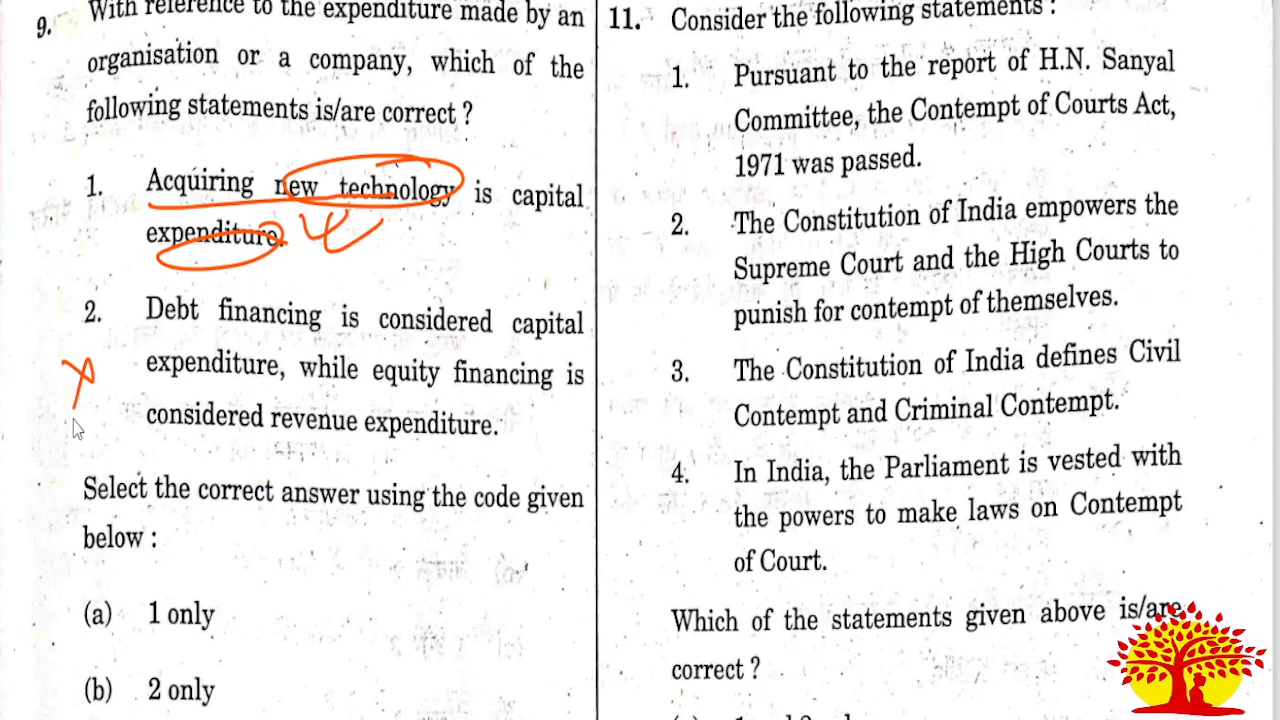 9. With reference to the expenditure made by an
organisation or a company, which of the
following statements is/are correct ?
1. Acquiring new technology is capital
expenditure.
2. Debt financing is considered capital
expenditure, while equity financing is
considered revenue expenditure.
Select the correct answer using the code given
below :
(a) 1 only
(b) 2 only
11. Consider the following statements :
1. Pursuant to the report of H.N. Sanyal
Committee, the Contempt of Courts Act,
1971 was passed.
2. The Constitution of India empowers the
Supreme Court and the High Courts to
punish for contempt of themselves.
3. The Constitution of India defines Civil
Contempt and Criminal Contempt.
4. In India, the Parliament is vested with
the powers to make laws on Contempt
of Court.
Which of the statements given above is/are
correct ?